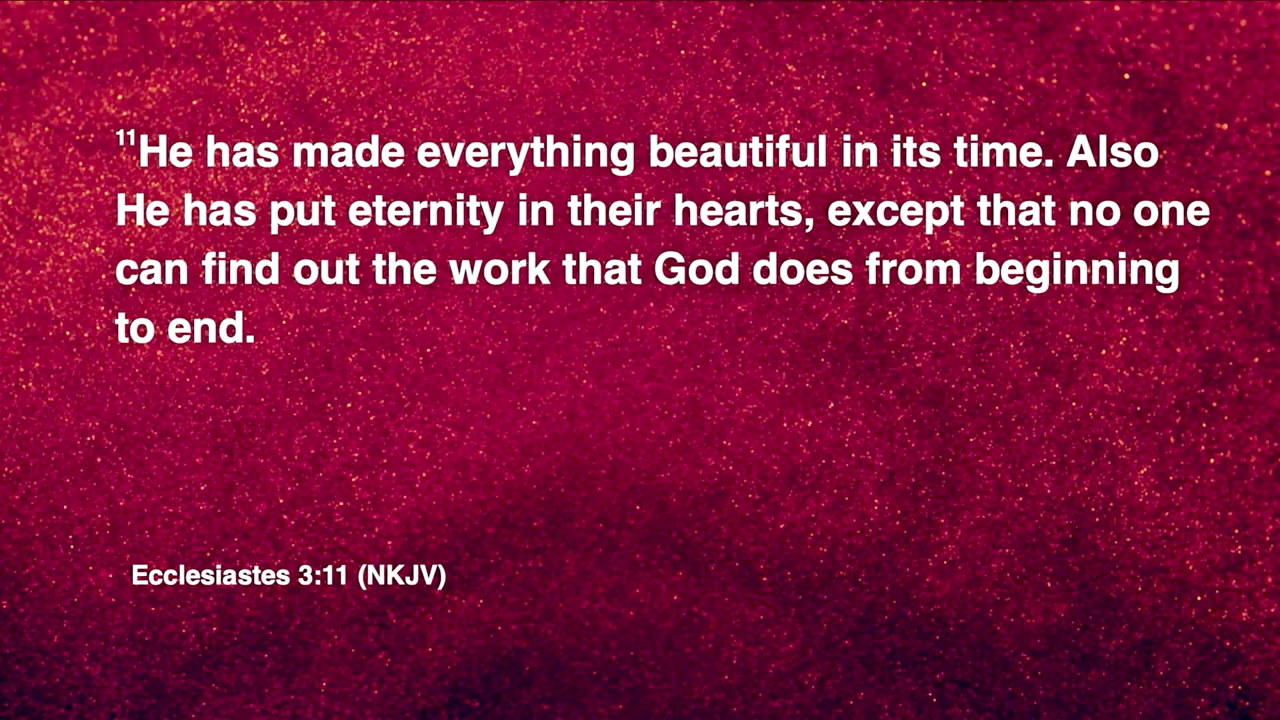 11He has made everything beautiful in its time. Also
He has put eternity in their hearts, except that no one
can find out the work that God does from beginning
to end.
Ecclesiastes 3:11 (NKJV)